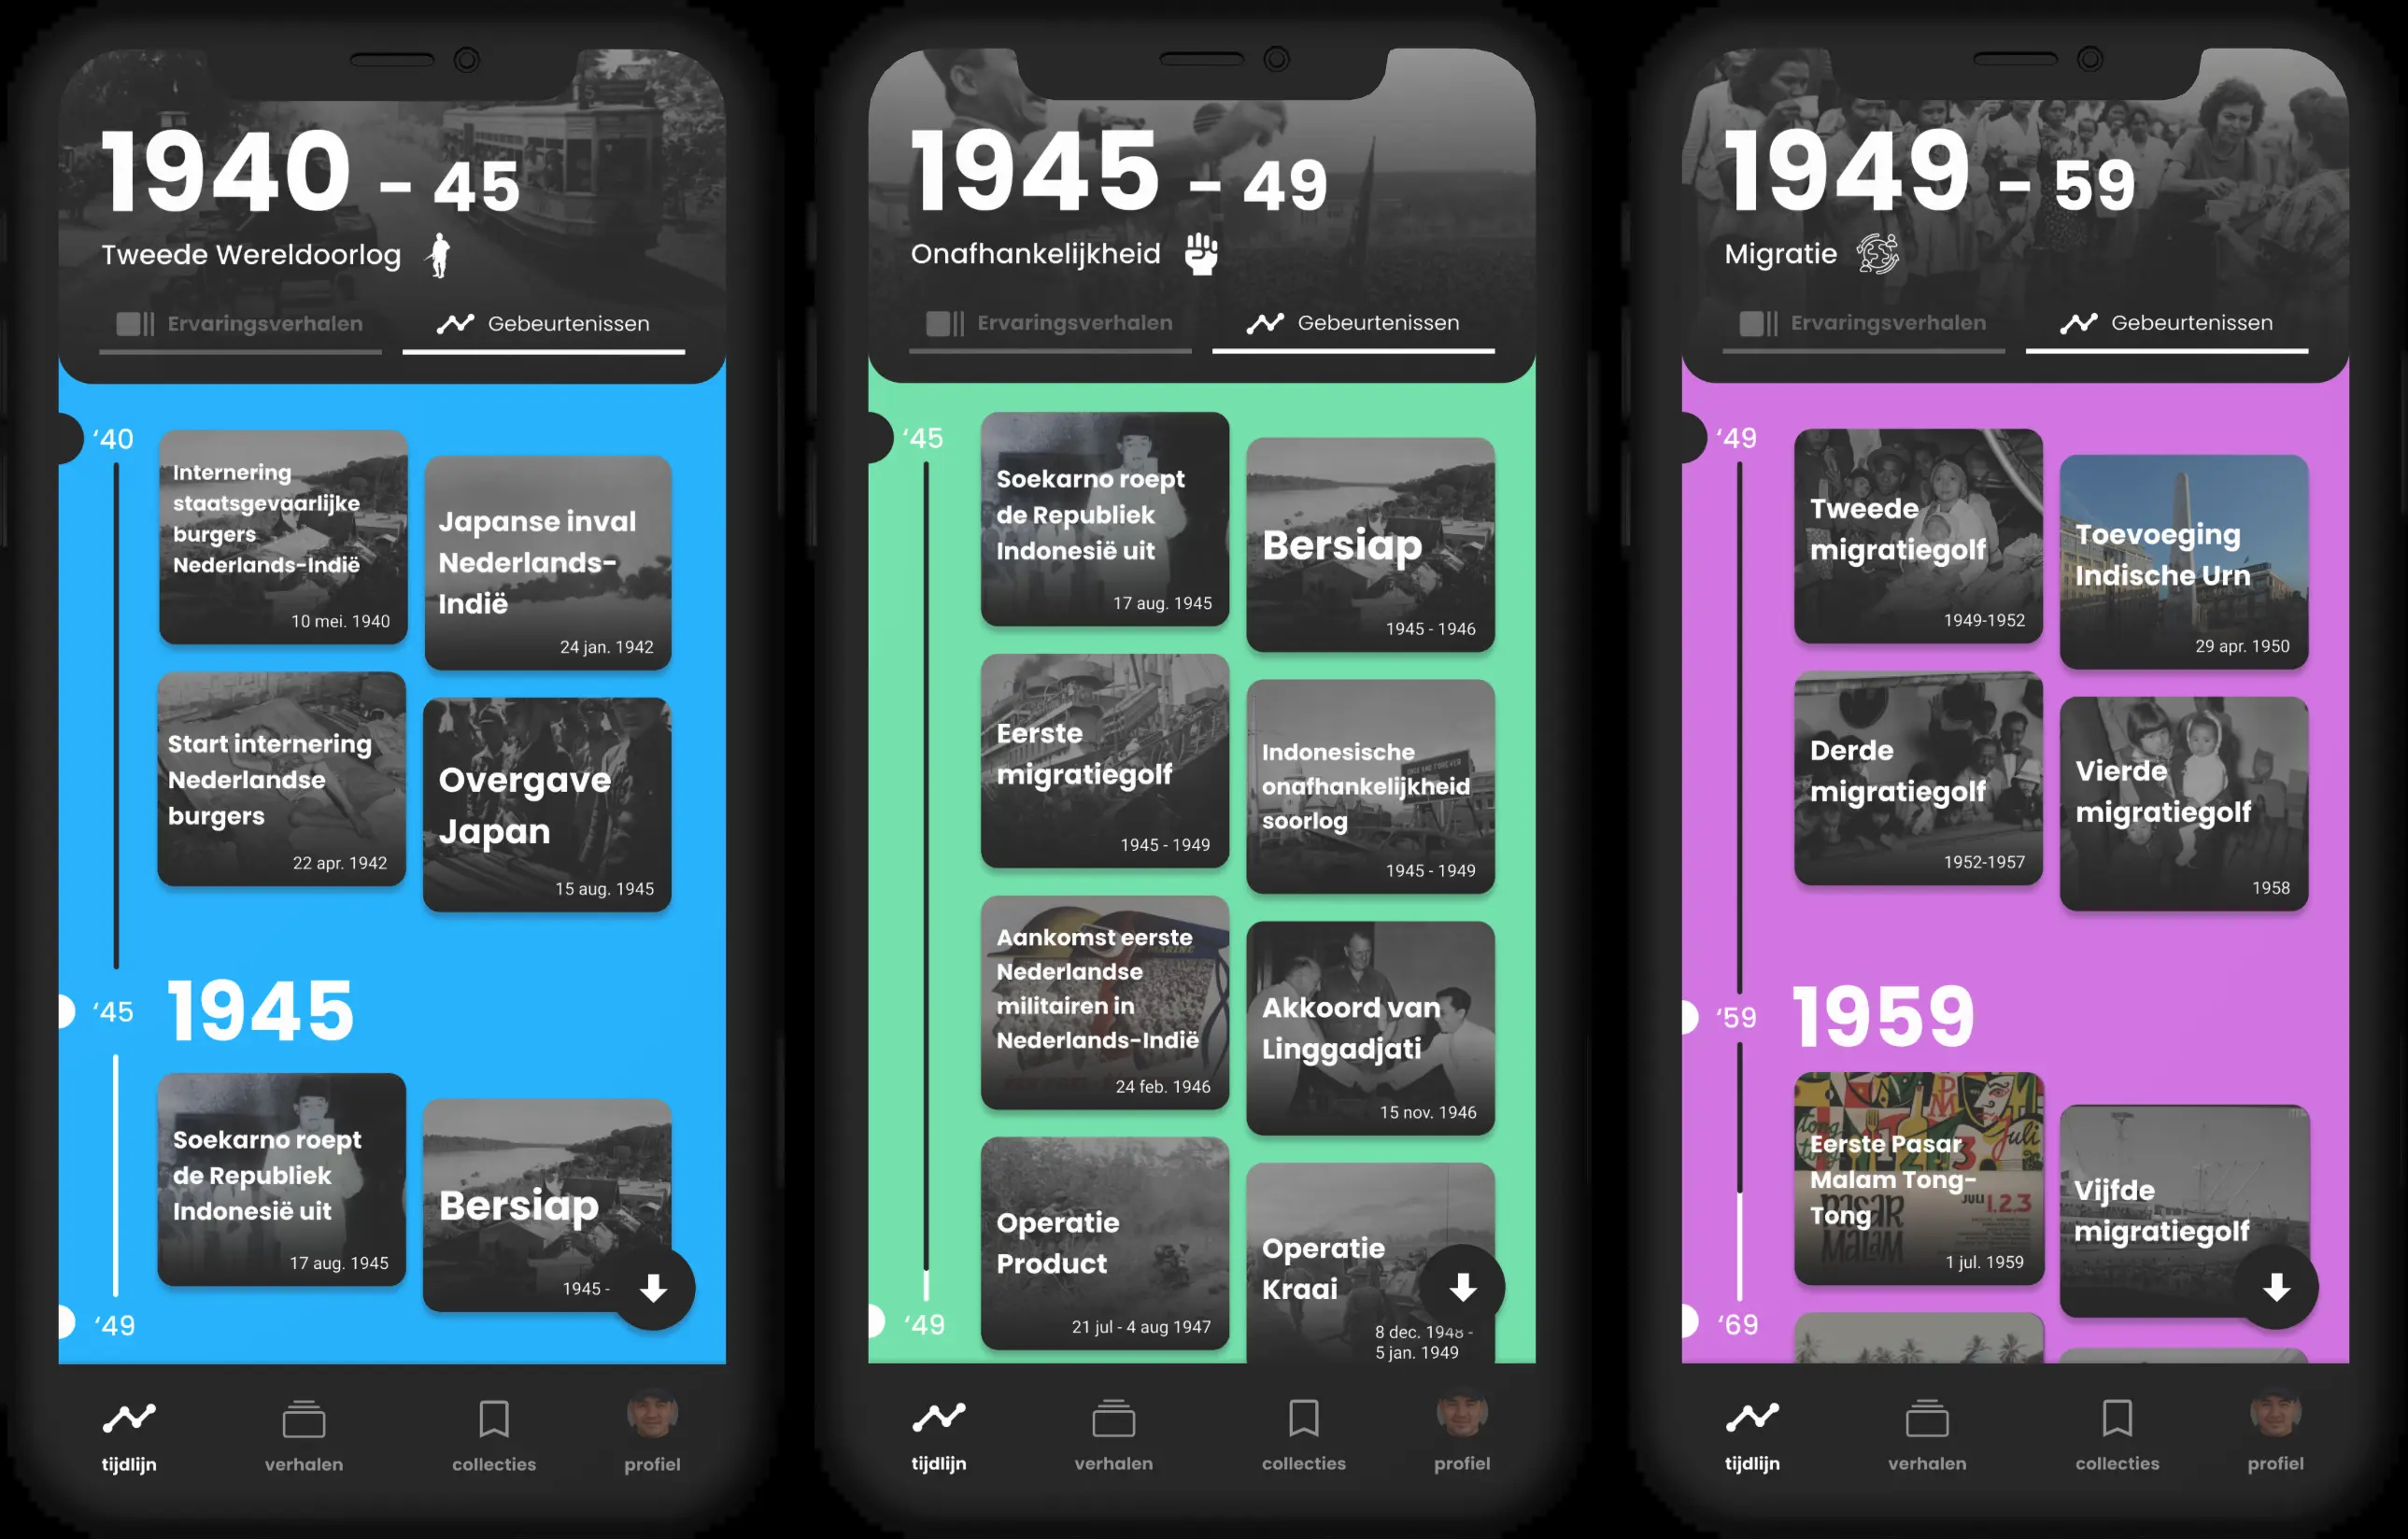 1940 - 45
Tweede Wereldoorlog
Ervaringsverhalen
Gebeurtenissen
‘40
Internering
staatsgevaarlijke
burgers
Nederlands-Indië
10 mei. 1940
Japanse inval
Nederlands-
Indië
24 jan. 1942
Start internering
Nederlandse
burgers
22 apr. 1942
Overgave
Japan
15 aug. 1945
‘45
1945
Soekarno roept
de Republiek
Indonesië uit
17 aug. 1945
Bersiap
1945 -
‘49
tijdlijn
verhalen
collecties
profiel
1945 - 49
Onafhankelijkheid
Ervaringsverhalen
Gebeurtenissen
‘45
Soekarno roept
de Republiek
Indonesië uit
17 aug. 1945
Bersiap
1945 - 1946
Eerste
migratiegolf
1945 - 1949
Indonesische
onafhankelijkheid
soorlog
1945 - 1949
Aankomst eerste
Nederlandse
militairen in
Nederlands-Indië
24 feb. 1946
Akkoord van
Linggadjati
15 nov. 1946
Operatie
Product
21 jul - 4 aug 1947
Operatie
Kraai
8 dec. 1948 -
5 jan. 1949
‘49
tijdlijn
verhalen
collecties
profiel
1949 - 59
Migratie
Ervaringsverhalen
Gebeurtenissen
‘49
Tweede
migratiegolf
1949-1952
Toevoeging
Indische Urn
29 apr. 1950
Derde
migratiegolf
1952-1957
Vierde
migratiegolf
1958
‘59
1959
Eerste Pasar
Malam Tong-
Tong
JULI 1.2.3
PASAR
MALAM
1 jul. 1959
Vijfde
migratiegolf
‘69
tijdlijn
verhalen
collecties
profiel